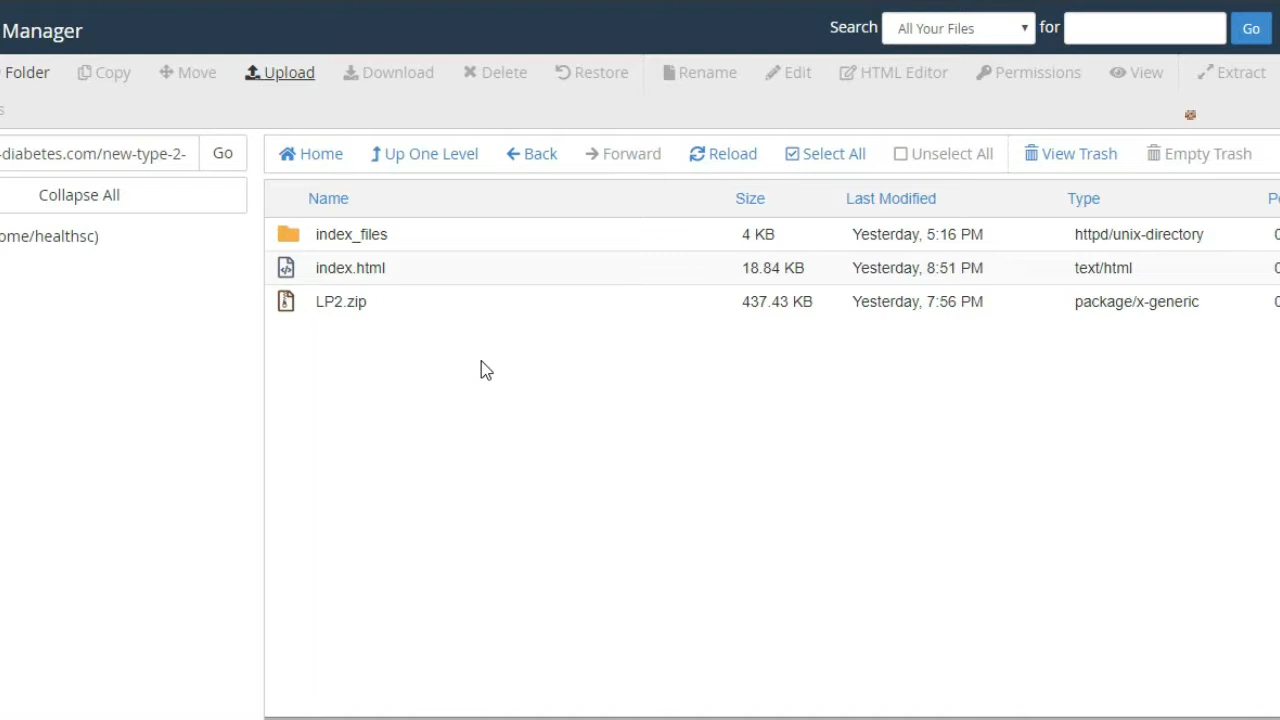 Manager
Search All Your Files for Go
Folder Copy Move Upload Download Delete Restore Rename Edit HTML Editor Permissions View Extract
s
-diabetes.com/new-type-2- Go
Home Up One Level Back Forward Reload Select All Unselect All View Trash Empty Trash
Collapse All
Name Size Last Modified Type P
ome/healthsc)
index_files 4 KB Yesterday, 5:16 PM httpd/unix-directory 0
index.html 18.84 KB Yesterday, 8:51 PM text/html 0
LP2.zip 437.43 KB Yesterday, 7:56 PM package/x-generic 0